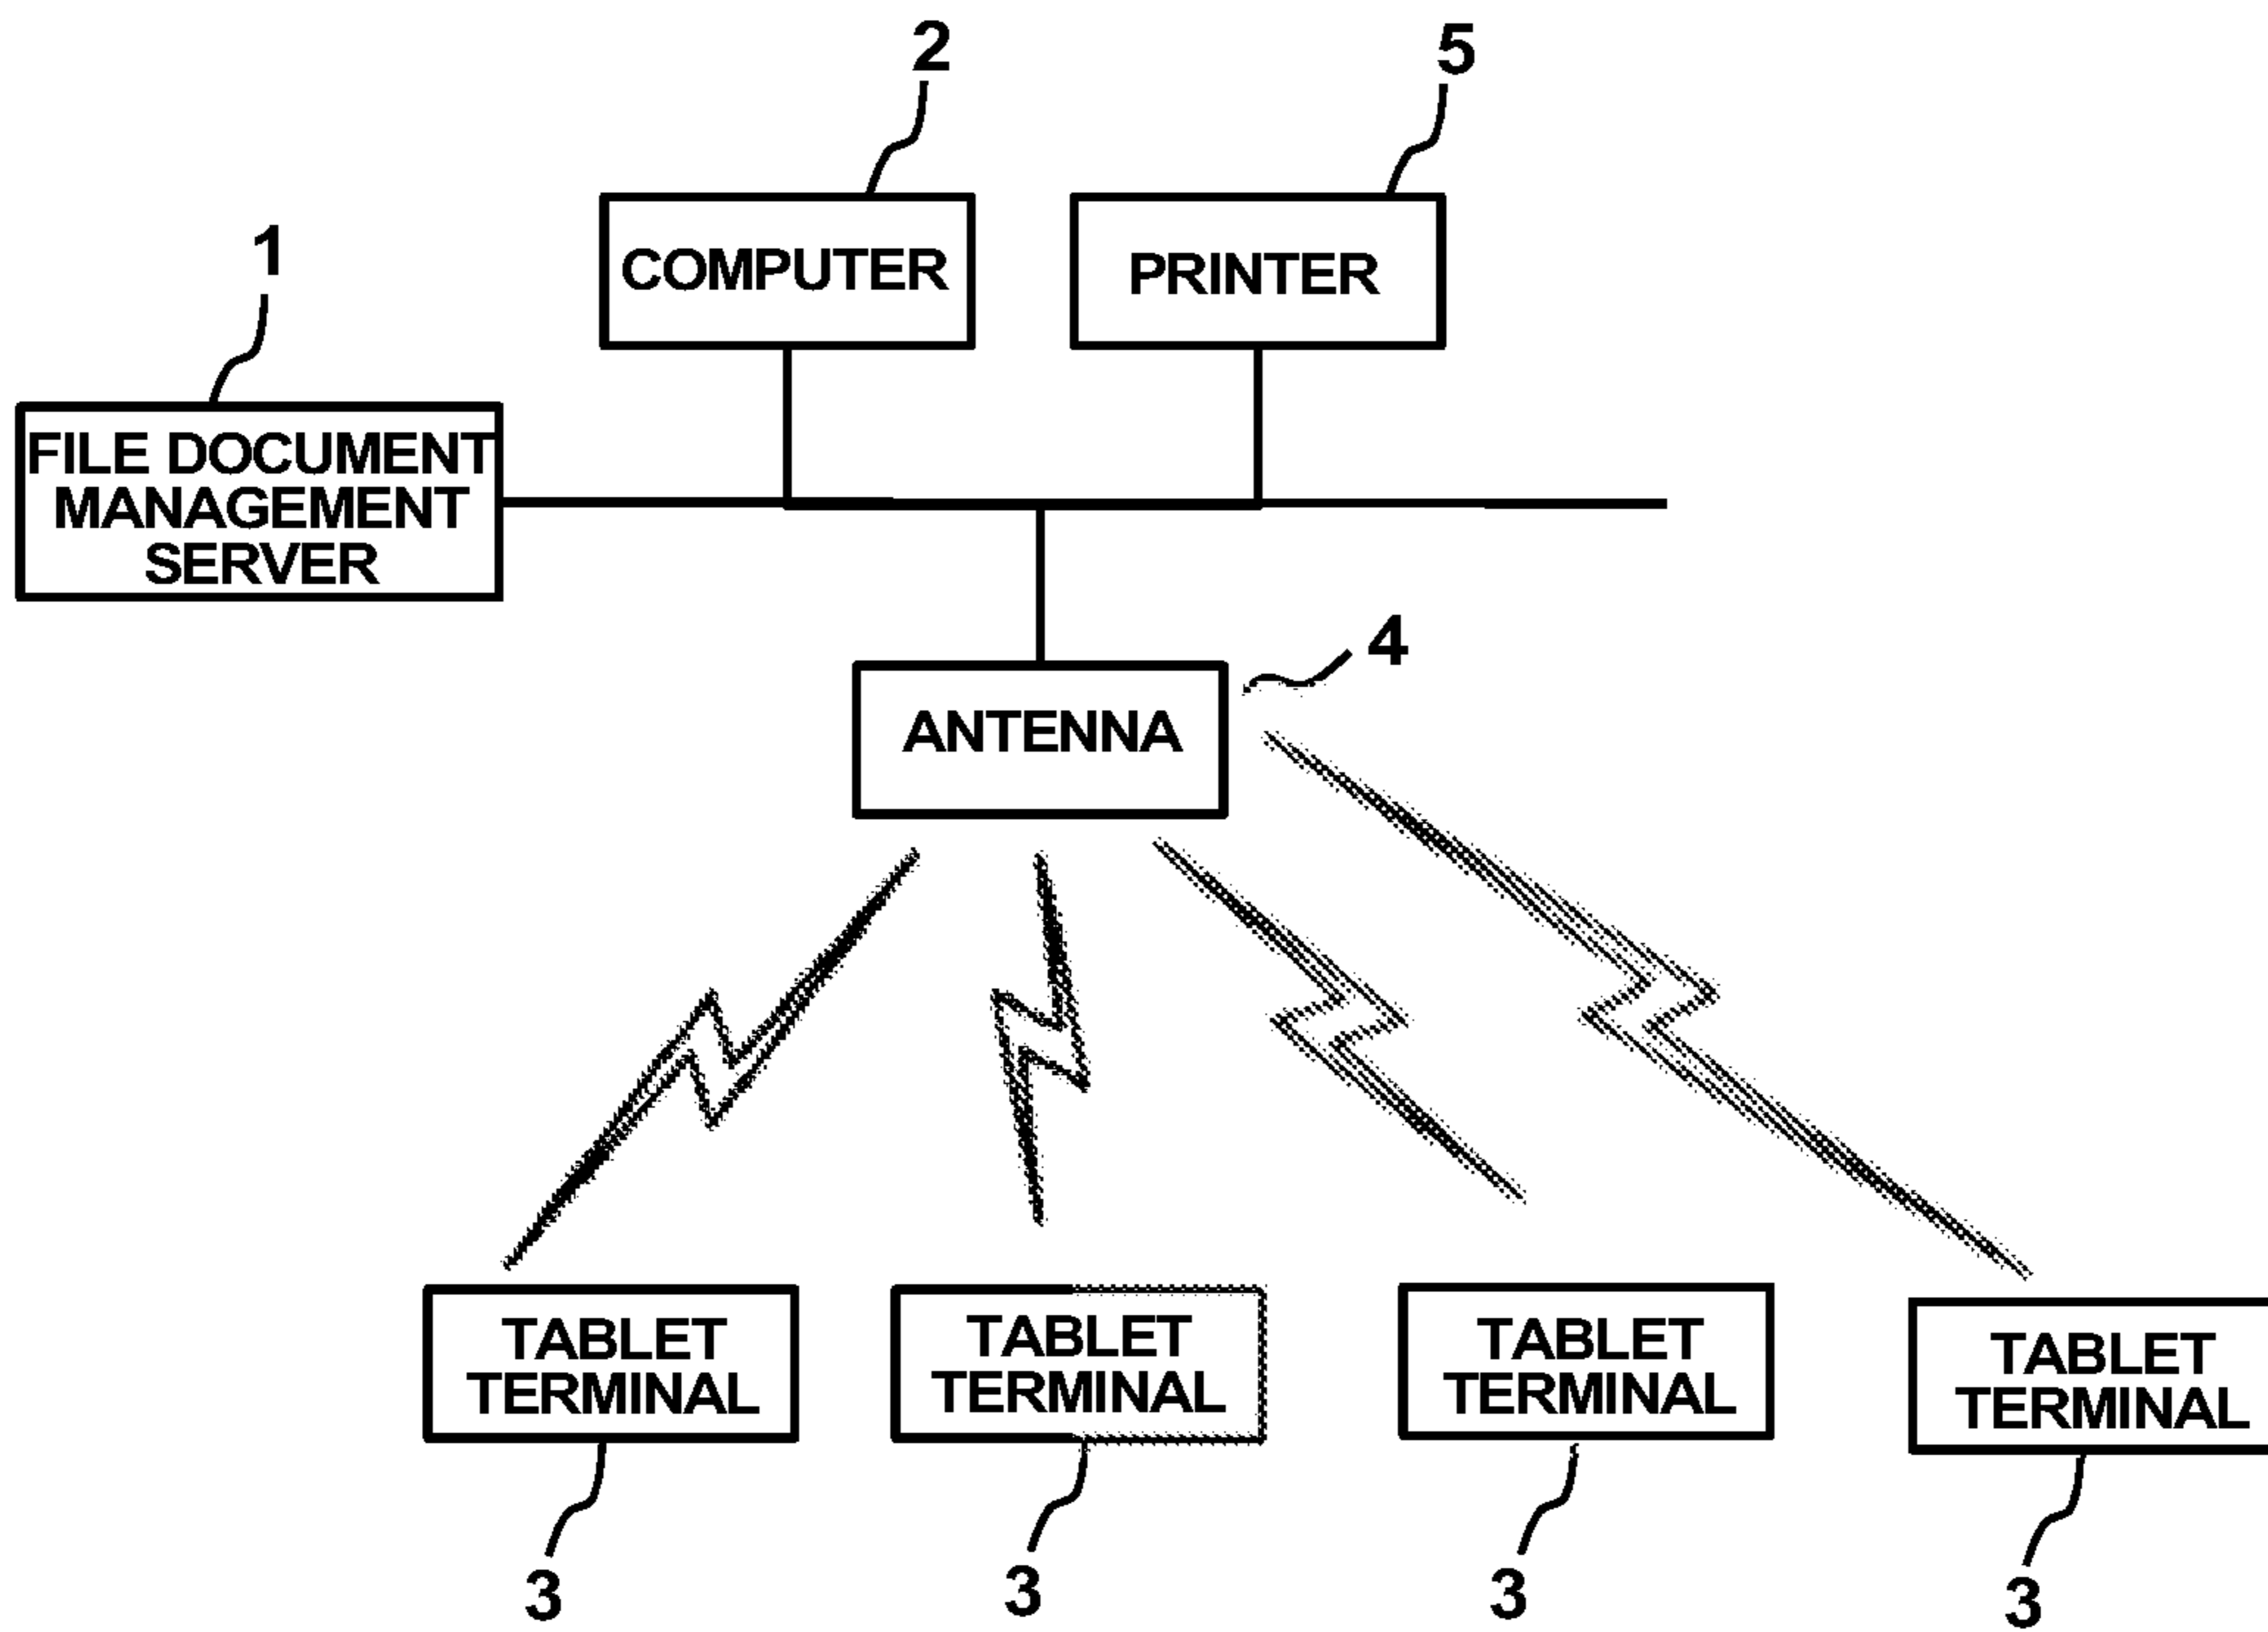 2
5
COMPUTER
PRINTER
1
FILE DOCUMENT
MANAGEMENT
SERVER
4
ANTENNA
TABLET
TERMINAL
TABLET
TERMINAL
TABLET
TERMINAL
TABLET
TERMINAL
3
3
3
3